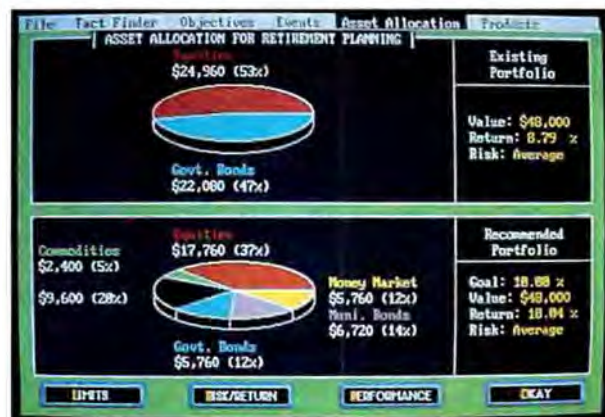 File Fact Finder Objectives Events Asset Allocation Products
ASSET ALLOCATION FOR RETIREMENT PLANNING
Equities
$24,960 (53%)
Govt. Bonds
$22,080 (47%)
Existing
Portfolio
Value: $48,000
Return: 8.79 %
Risk: Average
Equities
$17,760 (37%)
Commodities
$2,400 (5%)
$9,600 (20%)
Money Market
$5,760 (12%)
Muni. Bonds
$6,720 (14%)
Govt. Bonds
$5,760 (12%)
Recommended
Portfolio
Goal: 10.00 %
Value: $48,000
Return: 10.04 %
Risk: Average
LIMITS RISK/RETURN PERFORMANCE OKAY